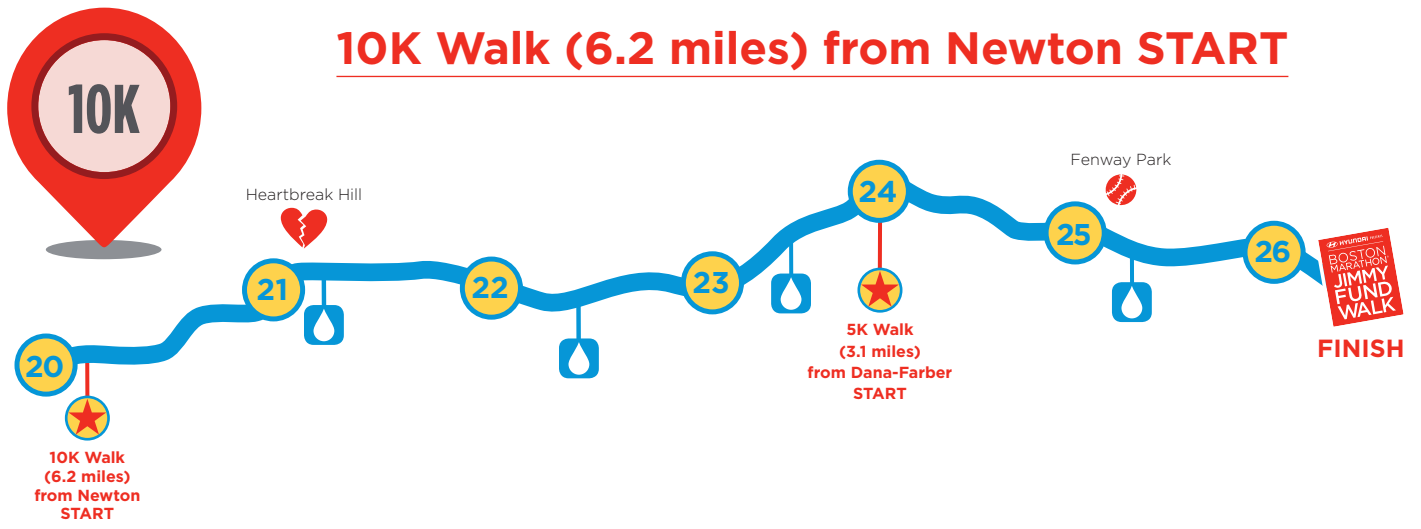 10K Walk (6.2 miles) from Newton START
10K
Heartbreak Hill
Fenway Park
20
21
22
23
24
25
26
10K Walk
(6.2 miles)
from Newton
START
5K Walk
(3.1 miles)
from Dana-Farber
START
HYUNDAI
BOSTON
MARATHON
JIMMY
FUND
WALK
FINISH